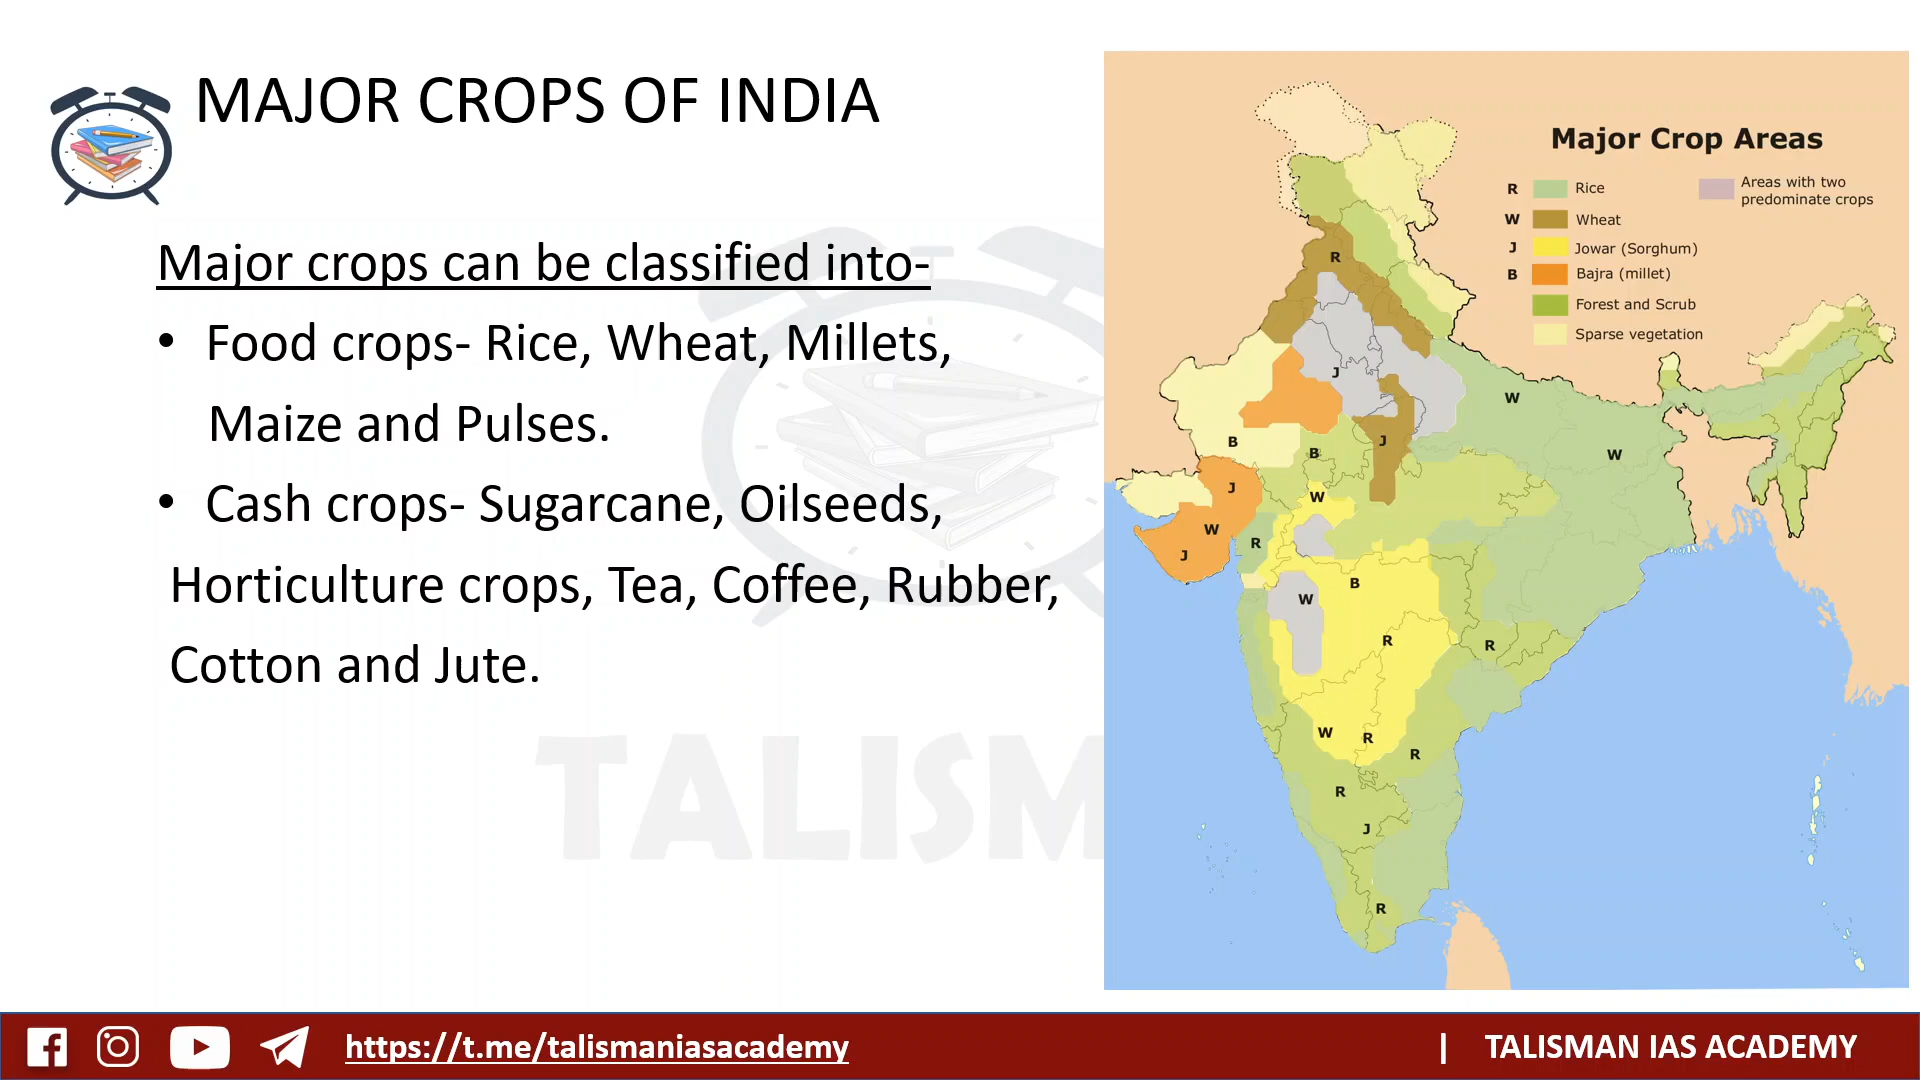 MAJOR CROPS OF INDIA
Major crops can be classified into-
• Food crops- Rice, Wheat, Millets,
Maize and Pulses.
• Cash crops- Sugarcane, Oilseeds,
Horticulture crops, Tea, Coffee, Rubber,
Cotton and Jute.
TALISM
Major Crop Areas
R Rice
W Wheat
J Jowar (Sorghum)
B Bajra (millet)
Forest and Scrub
Sparse vegetation
Areas with two
predominate crops
R
J
W
B
J
B
W
J
W
W
R
J
B
W
R
R
W
R
R
R
J
R
https://t.me/talismaniasacademy
| TALISMAN IAS ACADEMY